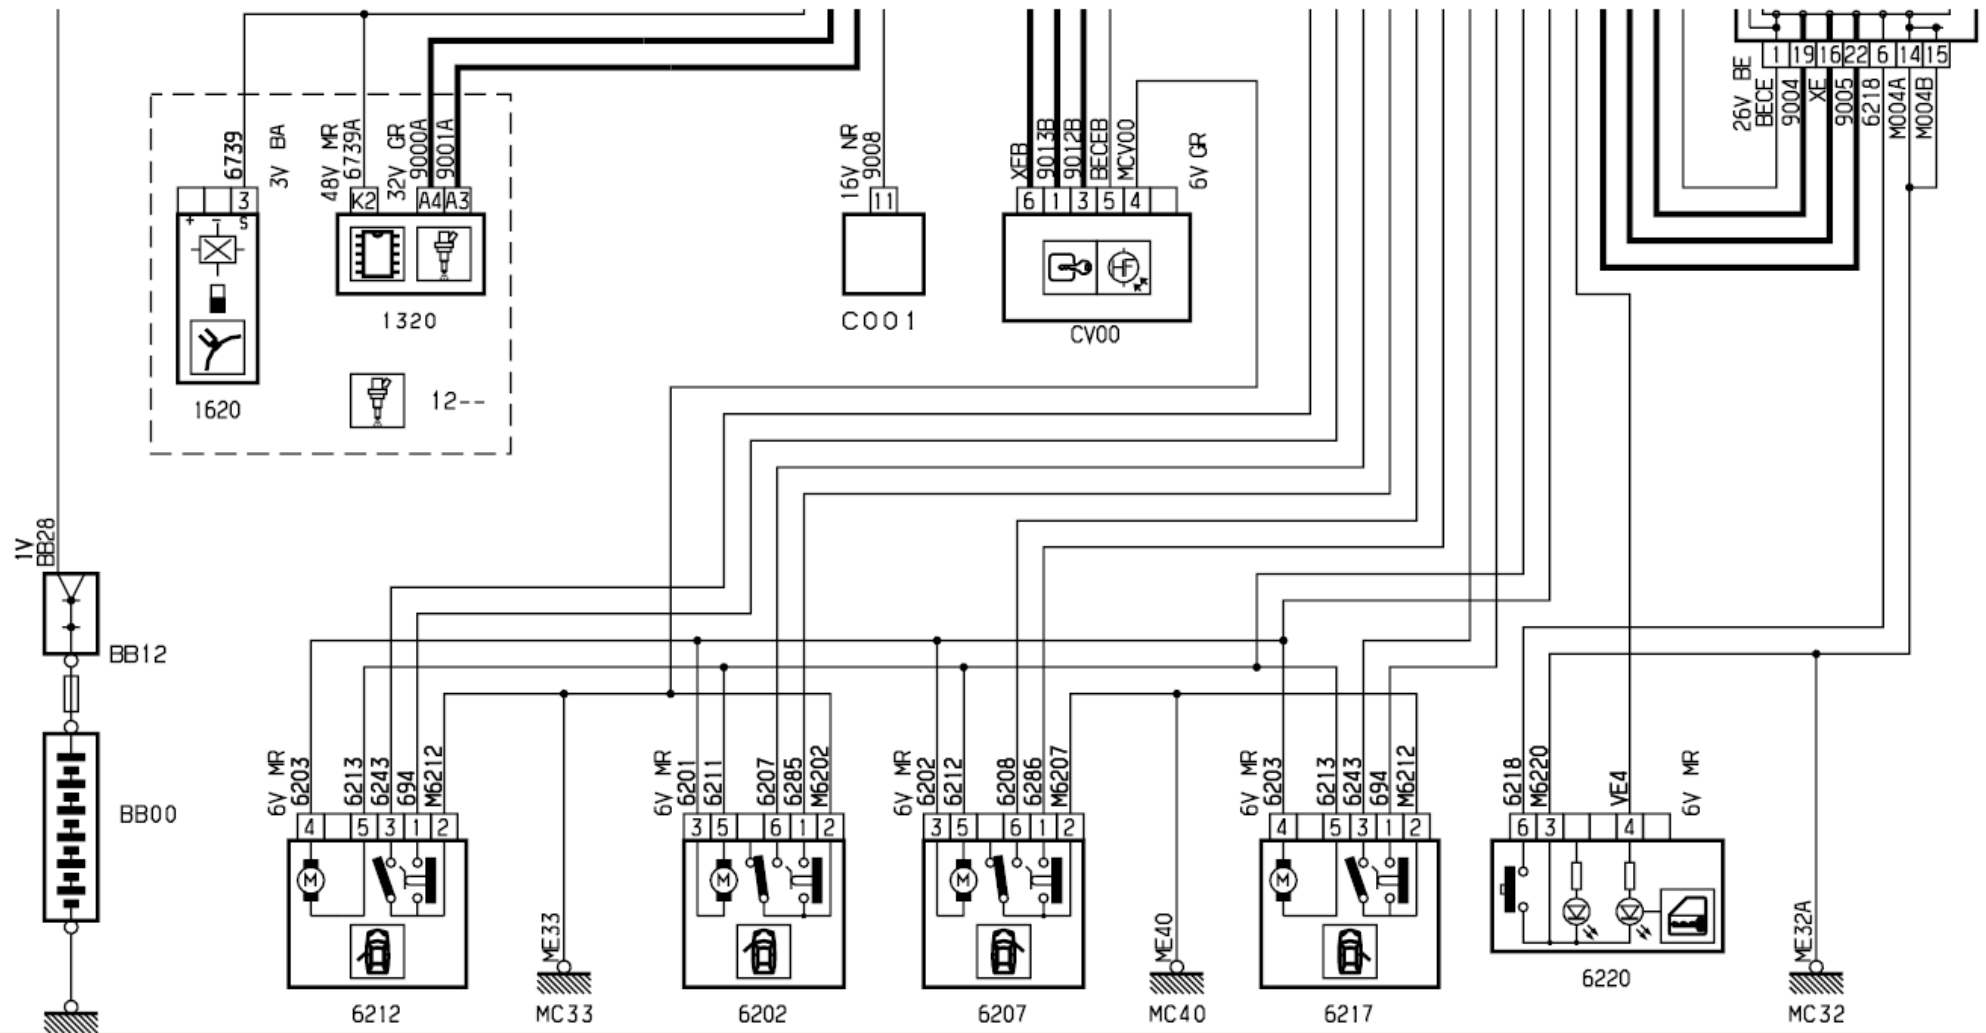 1 19 16 22 6 14 15
26V BE
BECE
9004
XE
9005
6218
M004A
M004B
6739
3V BA
48V MR
6739A
32V GR
9000A
9001A
16V NR
9008
XEB
9013B
9012B
BECEB
MCV00
6V GR
3
K2
A4 A3
11
6 1 3 5 4
+ - S
HF
1320
C001
CV00
1620
12--
1V
BB28
BB12
BB00
6V MR
6203
6213
6243
694
M6212
6V MR
6201
6211
6207
6285
M6202
6V MR
6202
6212
6208
6286
M6207
6V MR
6203
6213
6243
694
M6212
6218
M6220
VE4
6V MR
4 5 3 1 2
3 5 6 1 2
3 5 6 1 2
4 5 3 1 2
6 3 4
M
M
M
M
ME33
ME40
ME32A
6212
MC33
6202
6207
MC40
6217
6220
MC32